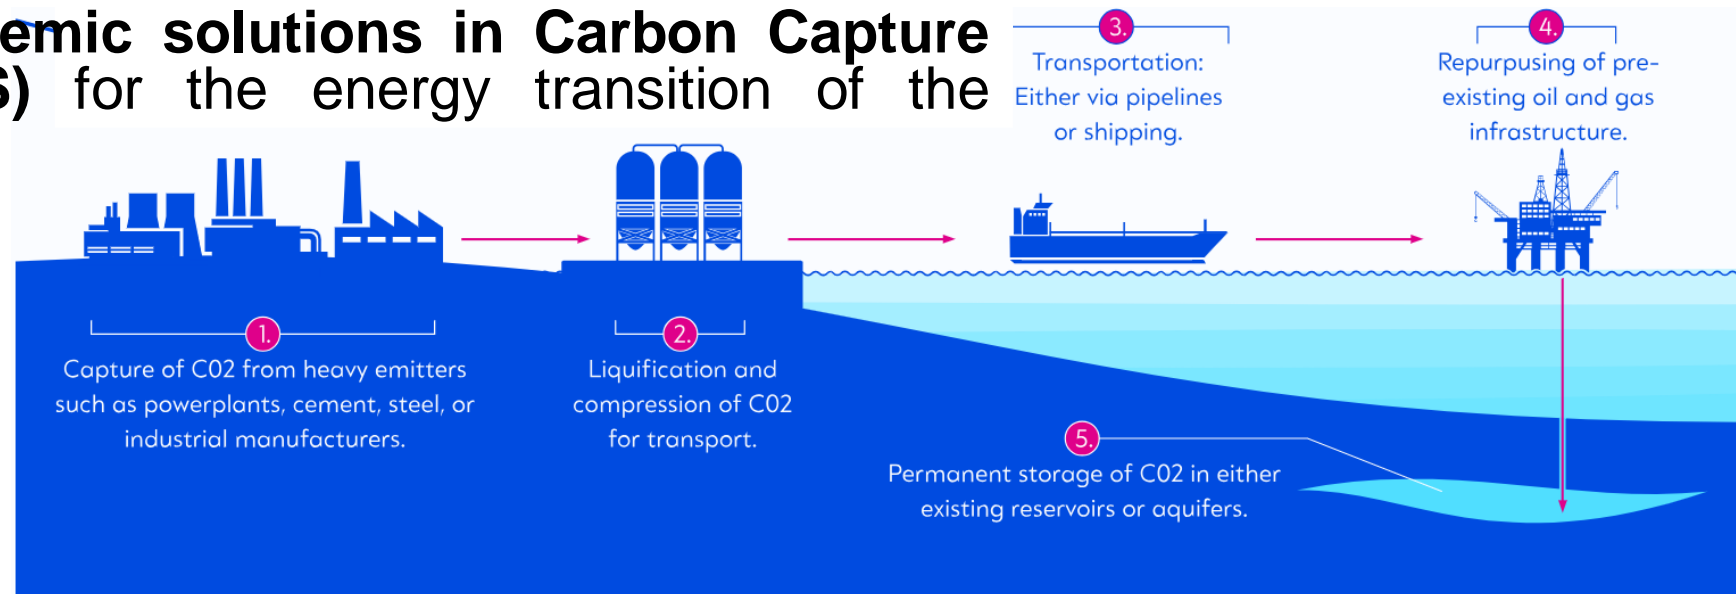 emic solutions in Carbon Capture
S) for the energy transition of the
3.
Transportation:
Either via pipelines
or shipping.
4.
Repurpusing of pre-
existing oil and gas
infrastructure.
1.
Capture of C02 from heavy emitters
such as powerplants, cement, steel, or
industrial manufacturers.
2.
Liquification and
compression of C02
for transport.
5.
Permanent storage of C02 in either
existing reservoirs or aquifers.